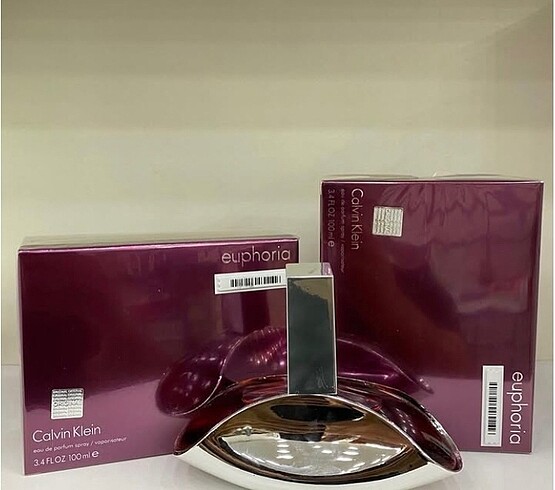 euphoria
ORIGINAL
Calvin Klein
eau de parfum spray / vaporisateur
3.4 FL OZ/100 ml e
Calvin Klein
eau de parfum spray / vaporisateur
3.4 FL OZ/100 ml e
euphoria